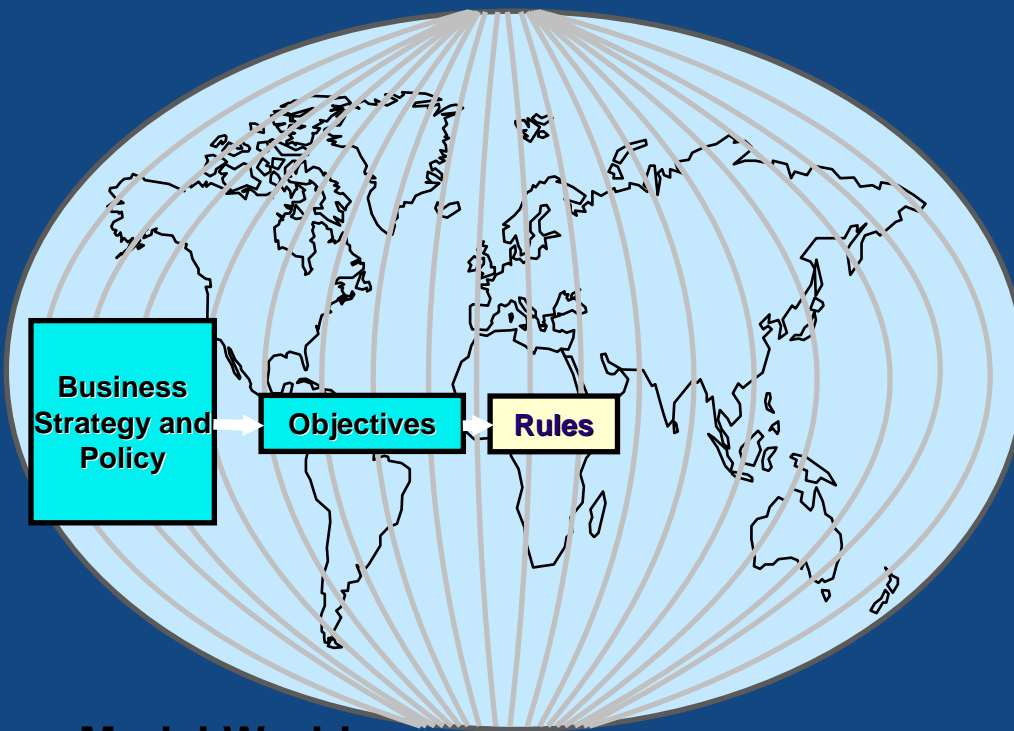 Business
Strategy and
Policy
Objectives
Rules